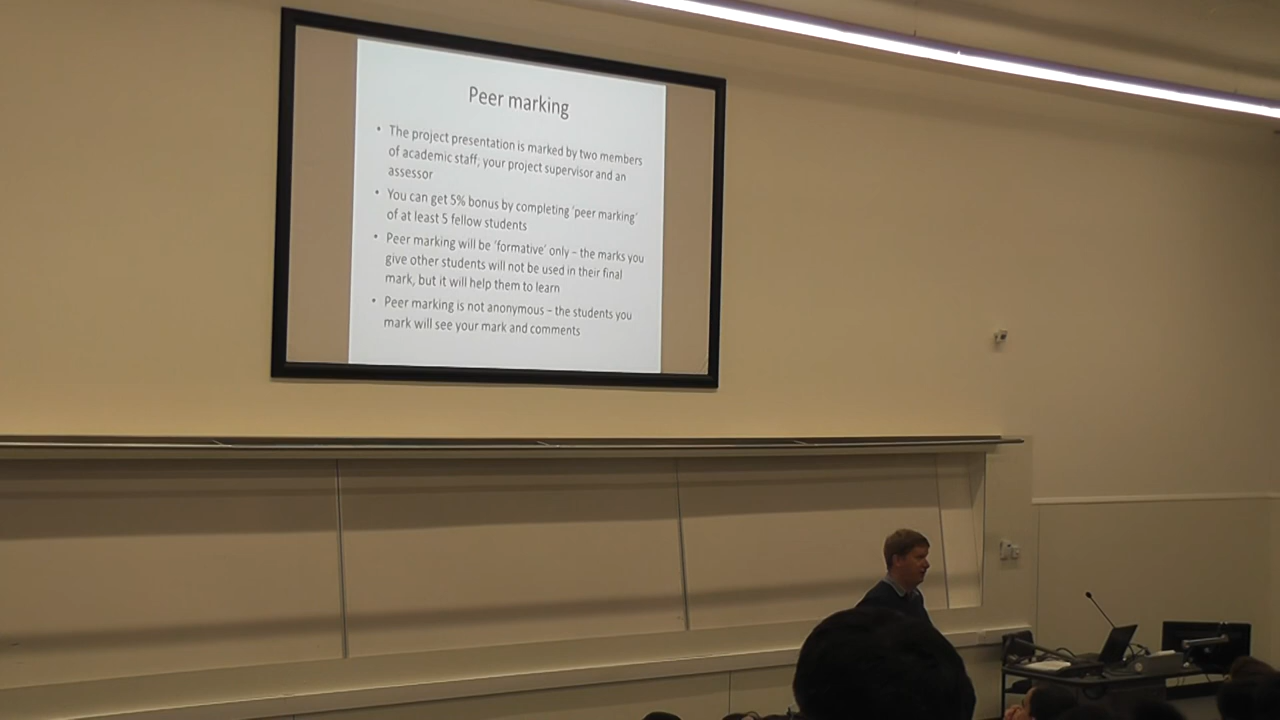 Peer marking
• The project presentation is marked by two members
of academic staff; your project supervisor and an
assessor
• You can get 5% bonus by completing ‘peer marking’
of at least 5 fellow students
• Peer marking will be ‘formative’ only – the marks you
give other students will not be used in their final
mark, but it will help them to learn
• Peer marking is not anonymous – the students you
mark will see your mark and comments